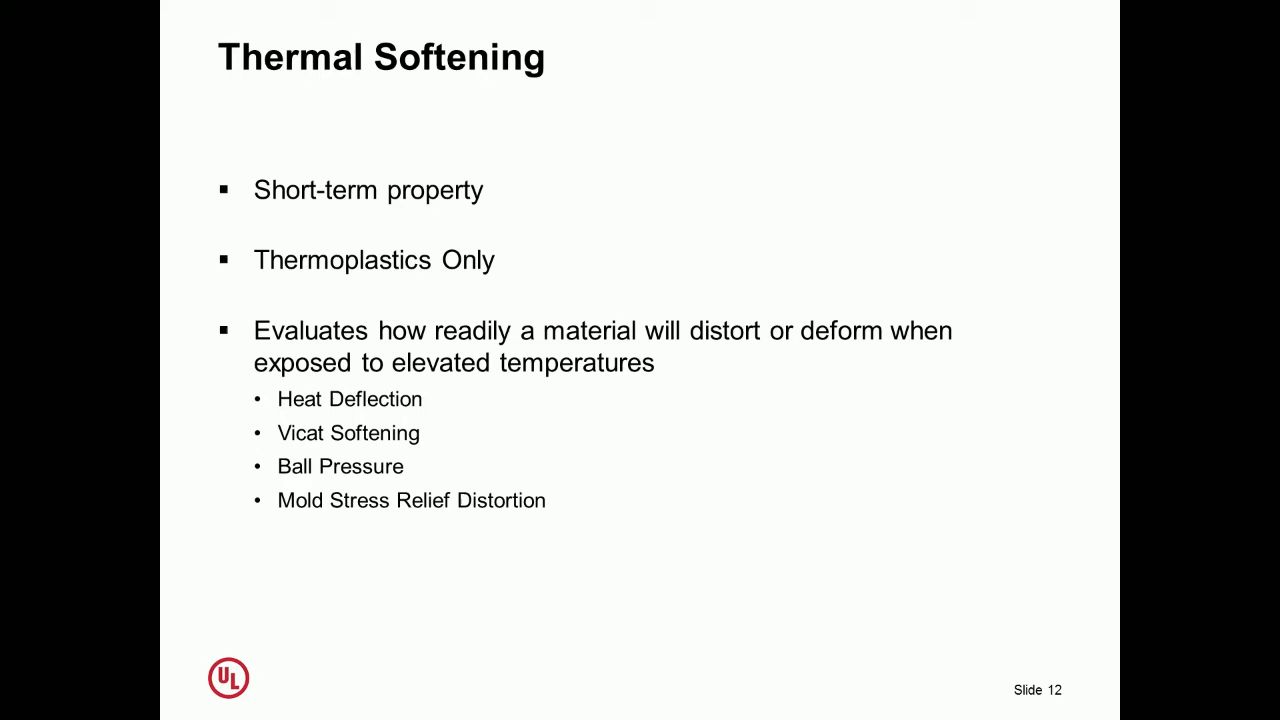 Thermal Softening
▪ Short-term property
▪ Thermoplastics Only
▪ Evaluates how readily a material will distort or deform when
exposed to elevated temperatures
• Heat Deflection
• Vicat Softening
• Ball Pressure
• Mold Stress Relief Distortion
UL
Slide 12